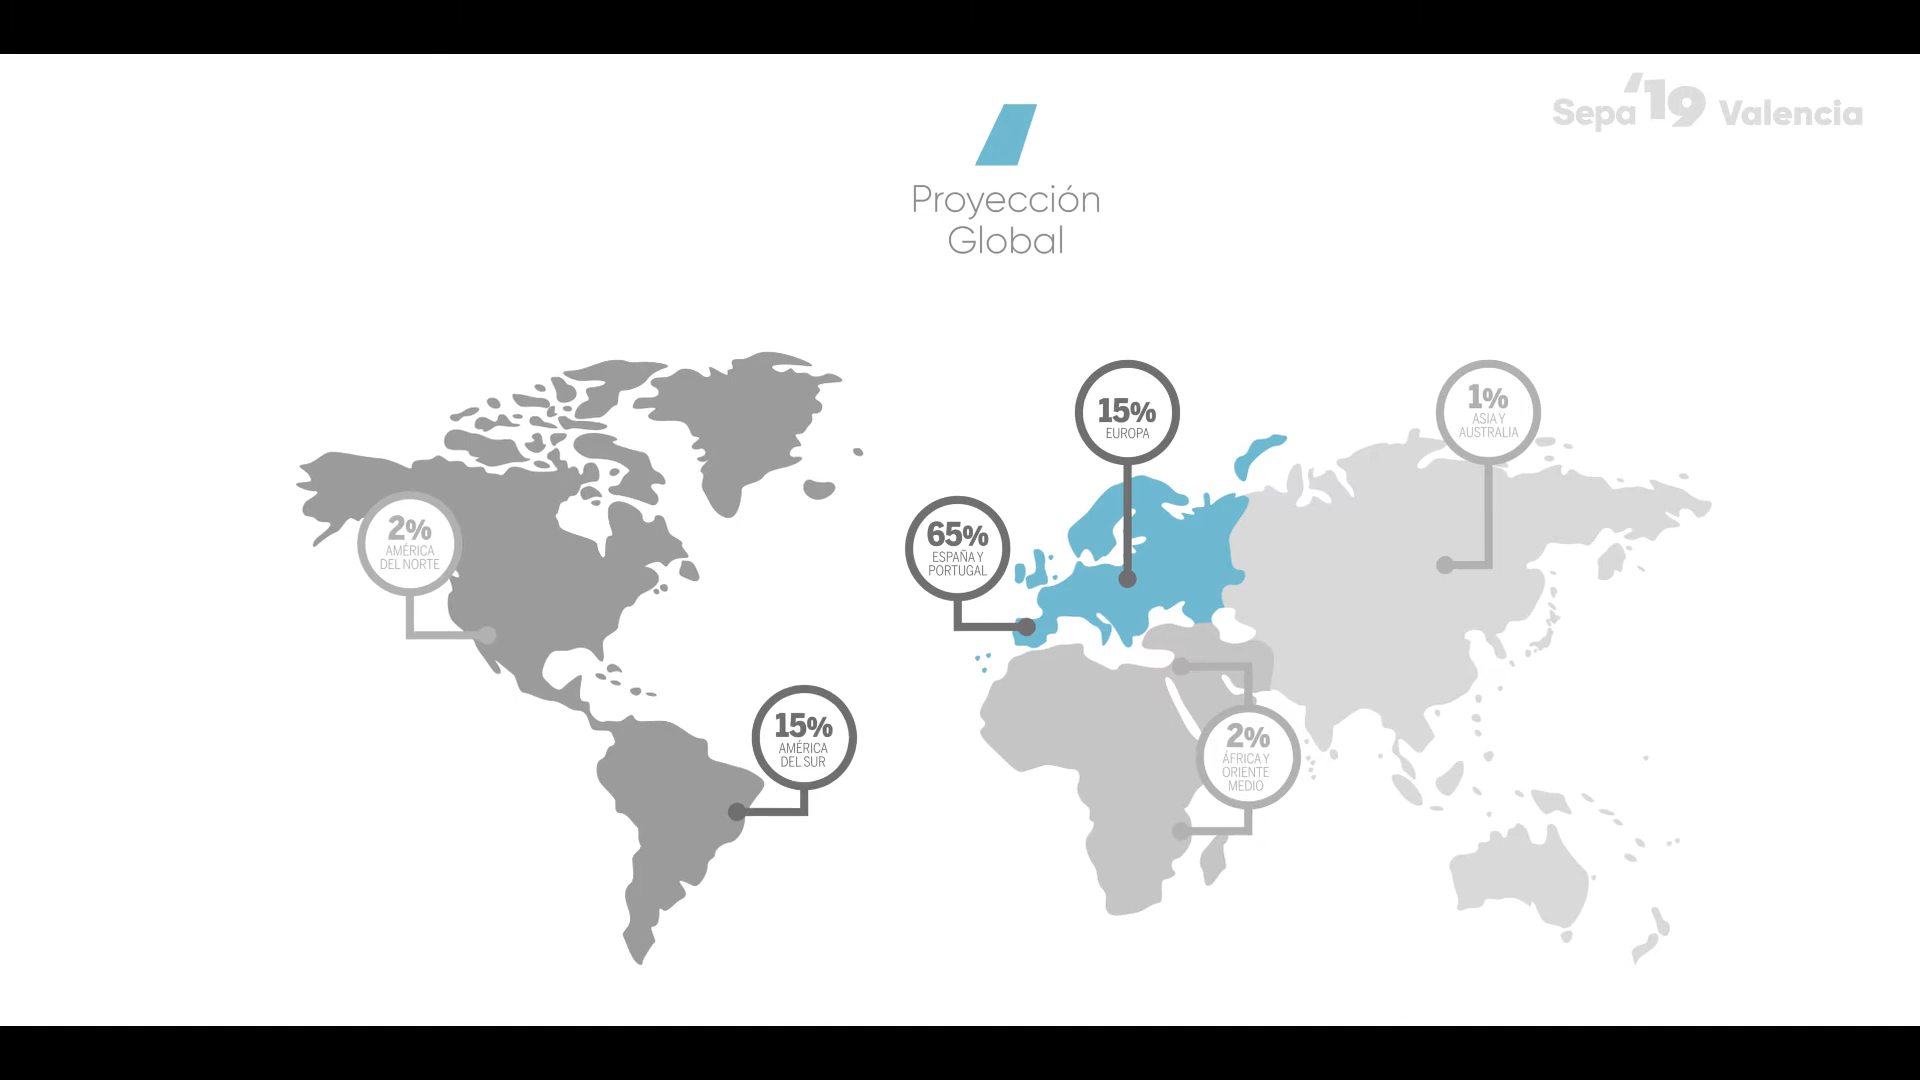 Sepa '19 Valencia
Proyección
Global
15%
EUROPA
1%
ASIA Y
AUSTRALIA
2%
AMÉRICA
DEL NORTE
65%
ESPAÑA Y
PORTUGAL
15%
AMÉRICA
DEL SUR
2%
ÁFRICA Y
ORIENTE
MEDIO